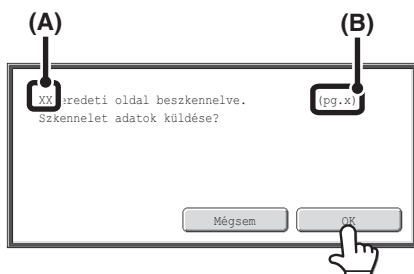 (A) (B)
XX eredeti oldal beszkennelve. (pg.x)
Szkennelet adatok küldése?
Mégsem OK